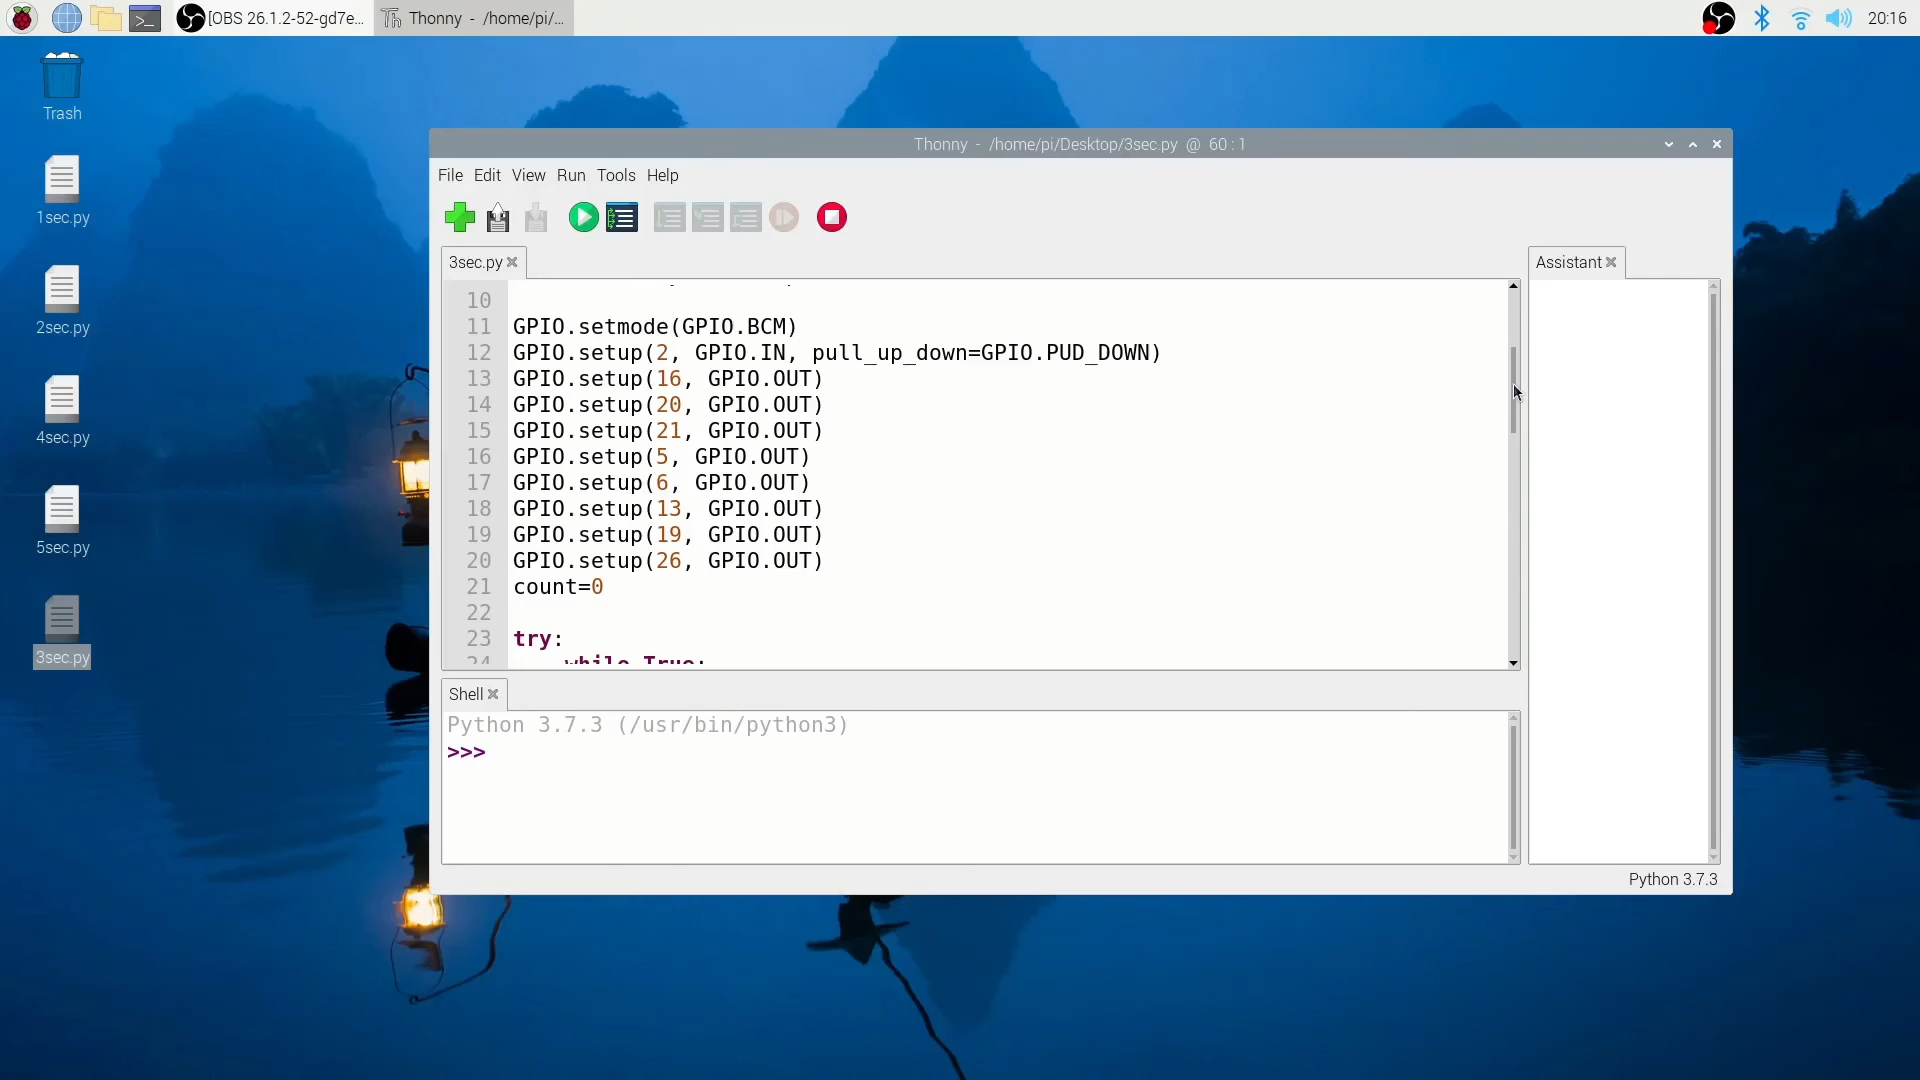 [OBS 26.1.2-52-gd7e...
Thonny - /home/pi/...
20:16
Trash
1sec.py
2sec.py
4sec.py
5sec.py
3sec.py
Thonny - /home/pi/Desktop/3sec.py @ 60 : 1
File Edit View Run Tools Help
3sec.py
Assistant
10
11 GPIO.setmode(GPIO.BCM)
12 GPIO.setup(2, GPIO.IN, pull_up_down=GPIO.PUD_DOWN)
13 GPIO.setup(16, GPIO.OUT)
14 GPIO.setup(20, GPIO.OUT)
15 GPIO.setup(21, GPIO.OUT)
16 GPIO.setup(5, GPIO.OUT)
17 GPIO.setup(6, GPIO.OUT)
18 GPIO.setup(13, GPIO.OUT)
19 GPIO.setup(19, GPIO.OUT)
20 GPIO.setup(26, GPIO.OUT)
21 count=0
22
23 try:
24 while True:
Shell
Python 3.7.3 (/usr/bin/python3)
>>>
Python 3.7.3